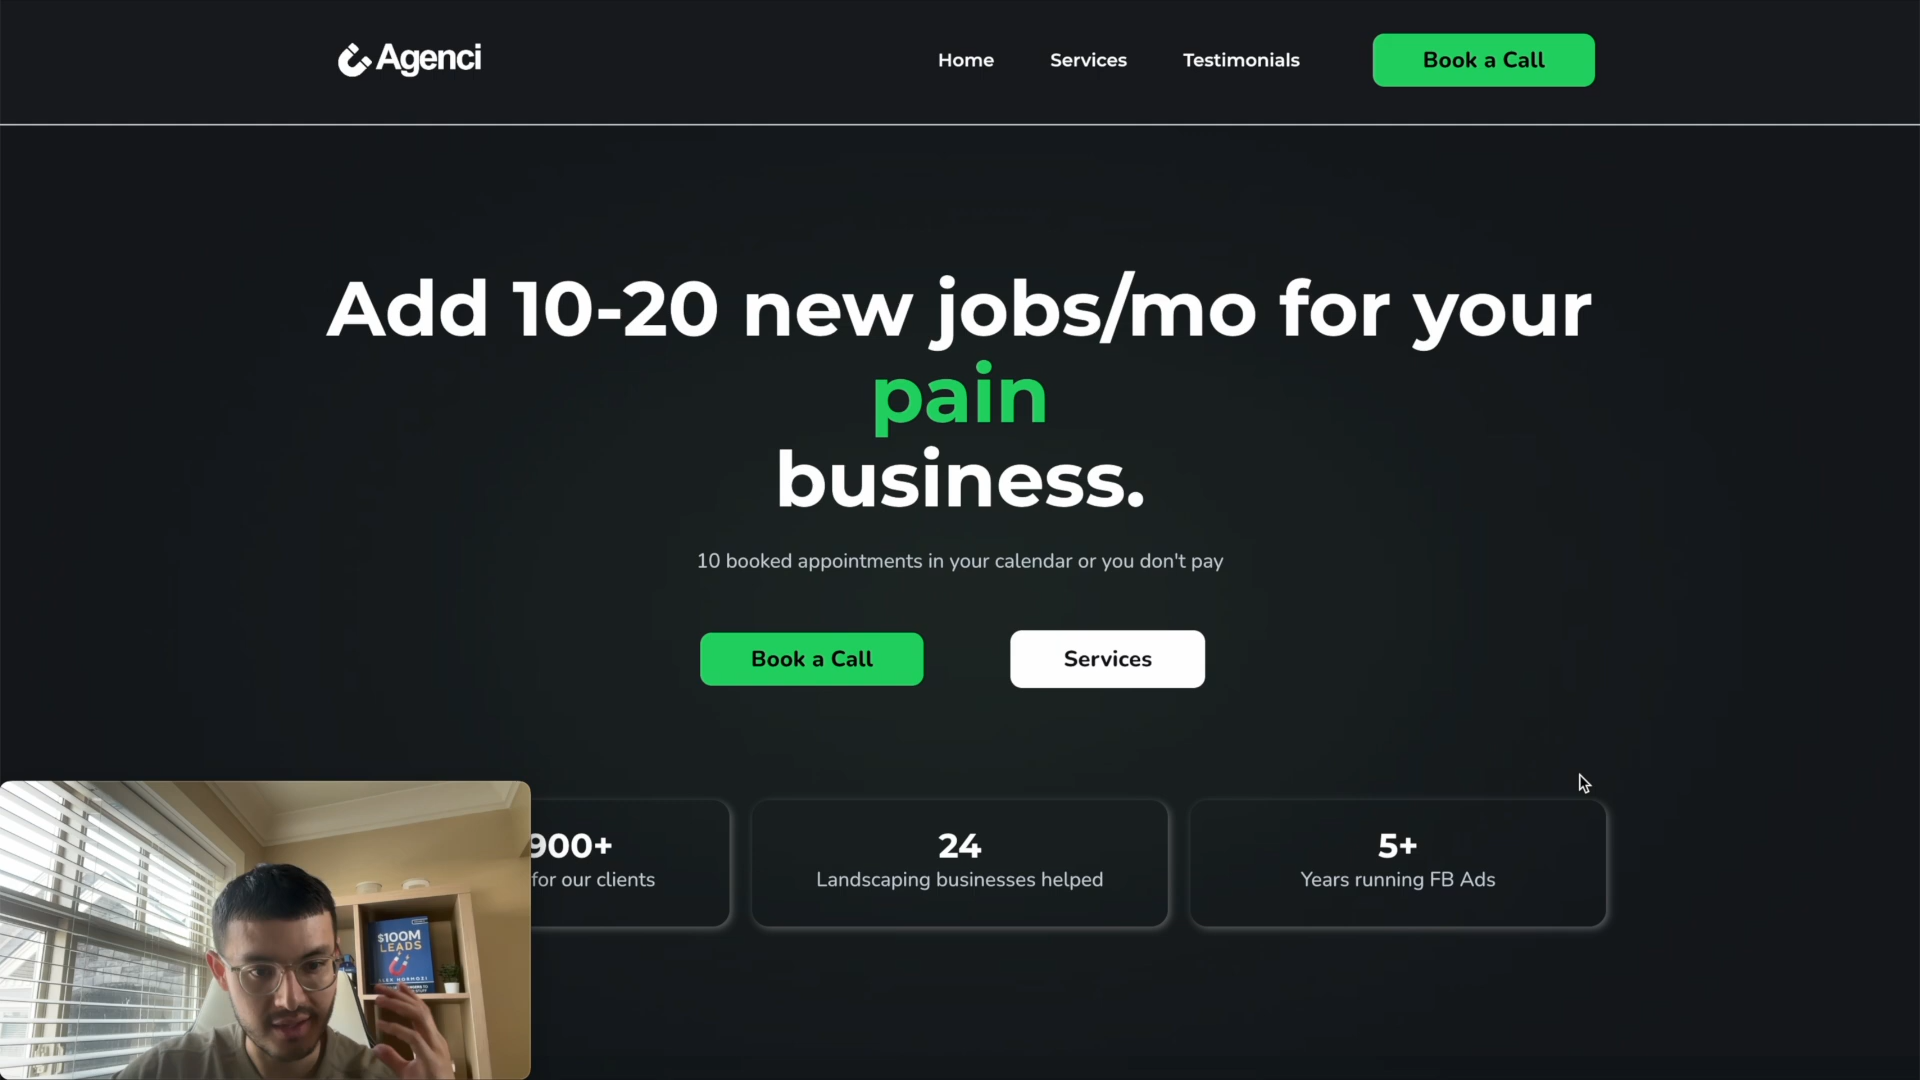 Agenci
Home
Services
Testimonials
Book a Call
Add 10-20 new jobs/mo for your
pain
business.
10 booked appointments in your calendar or you don't pay
Book a Call
Services
900+
for our clients
24
Landscaping businesses helped
5+
Years running FB Ads
$100M
LEADS
ALEX HORMOZI